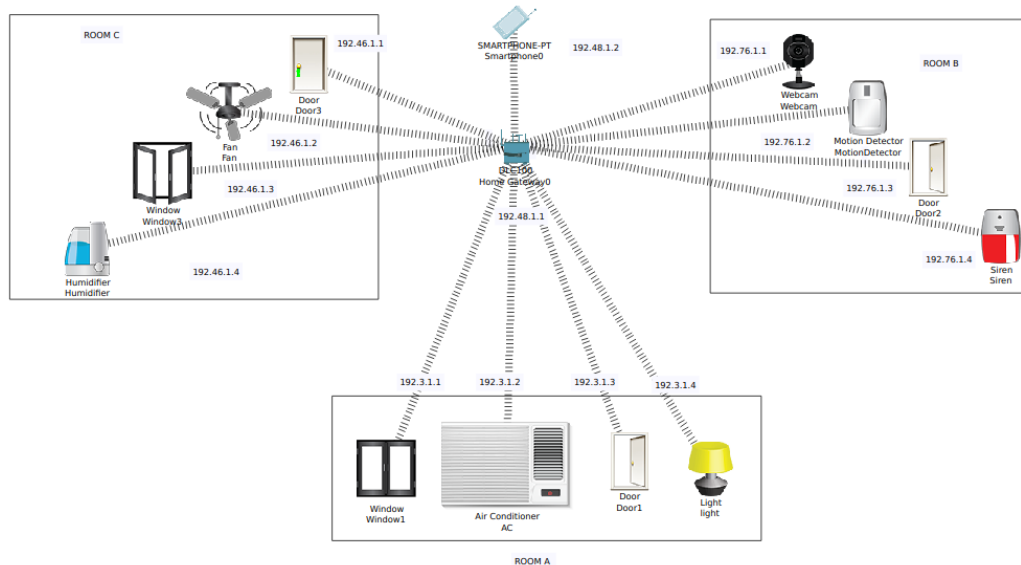 ROOM C
192.46.1.1
Door
Door3
Fan
Fan
192.46.1.2
Window
Window3
192.46.1.3
Humidifier
Humidifier
192.46.1.4
SMARTPHONE-PT
Smartphone0
192.48.1.2
Home Gateway0
192.48.1.1
192.76.1.1
ROOM B
Webcam
Webcam
192.76.1.2
Motion Detector
MotionDetector
192.76.1.3
Door
Door2
192.76.1.4
Siren
Siren
192.3.1.1
192.3.1.2
192.3.1.3
192.3.1.4
Window
Window1
Air Conditioner
AC
Door
Door1
Light
light
ROOM A